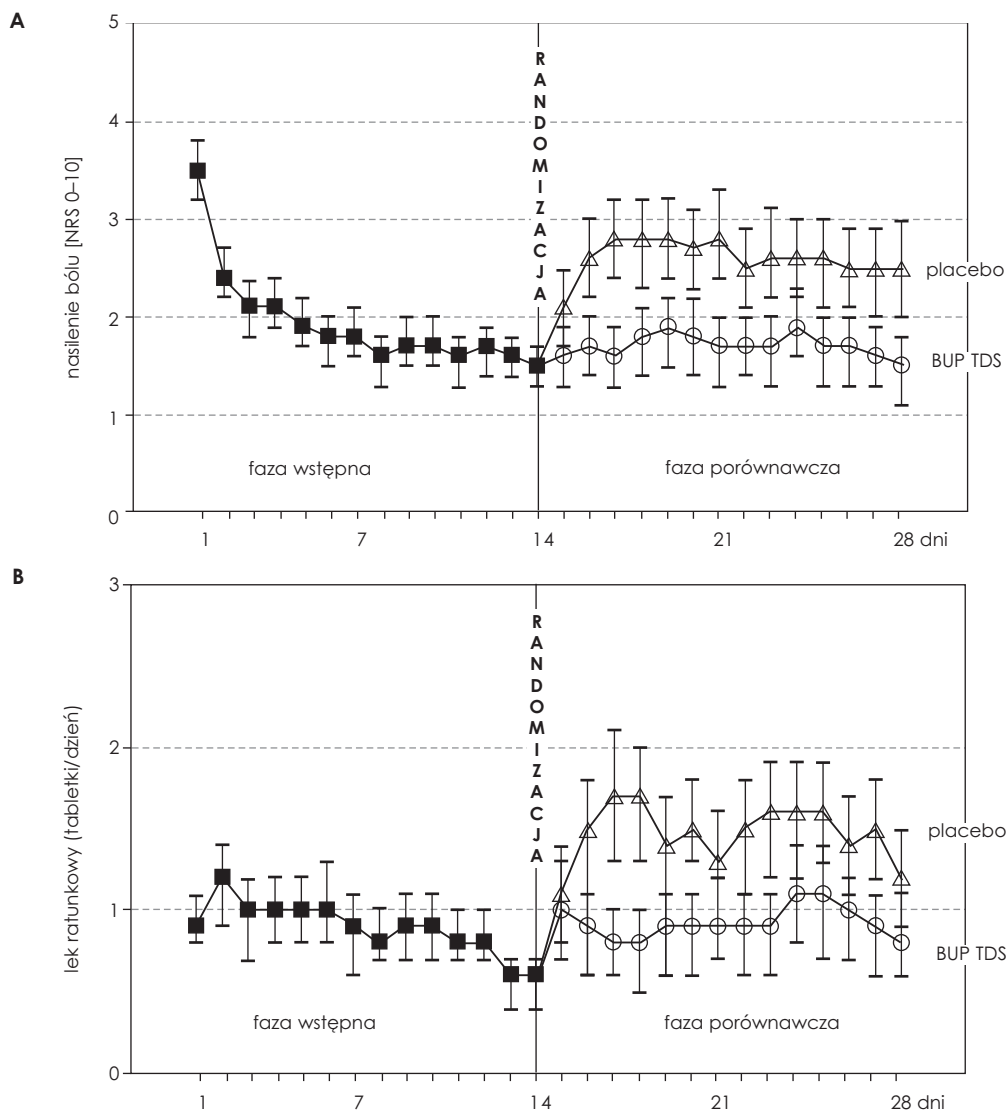 A
5
4
3
2
1
0
nasilenie bólu [NRS 0–10]
RANDOMIZACJA
placebo
BUP TDS
faza wstępna
faza porównawcza
1
7
14
21
28 dni
B
3
2
1
0
lek ratunkowy (tabletki/dzień)
RANDOMIZACJA
placebo
BUP TDS
faza wstępna
faza porównawcza
1
7
14
21
28 dni